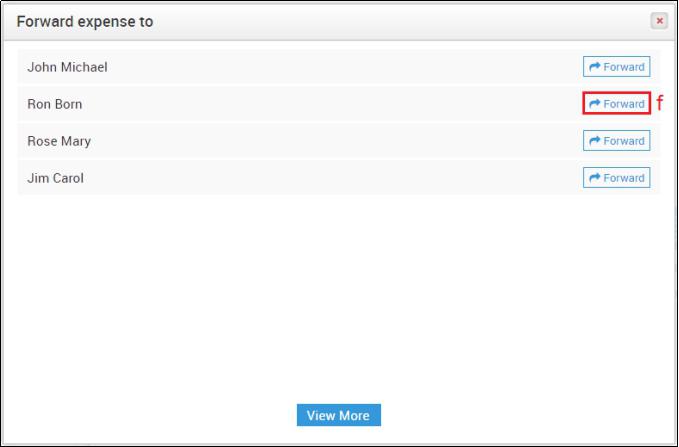 Forward expense to
John Michael Forward
Ron Born Forward f
Rose Mary Forward
Jim Carol Forward
View More